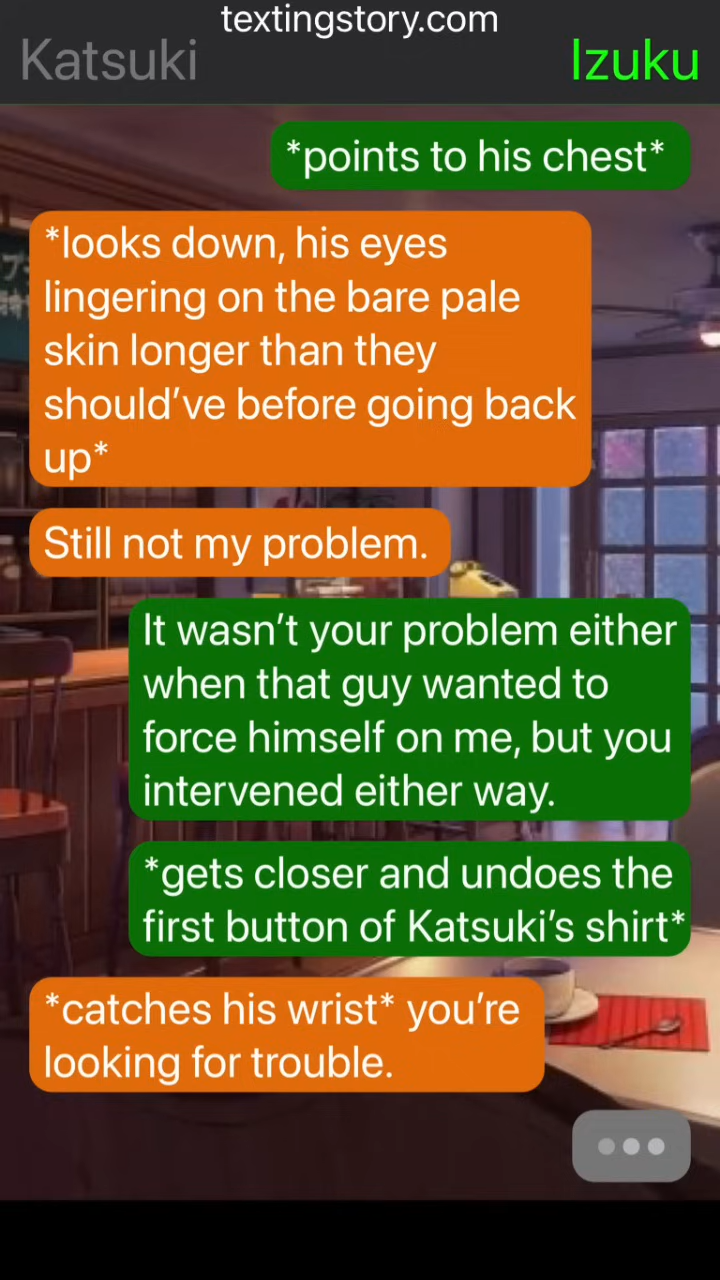 textingstory.com
Katsuki
Izuku
*points to his chest*
*looks down, his eyes
lingering on the bare pale
skin longer than they
should’ve before going back
up*
Still not my problem.
It wasn’t your problem either
when that guy wanted to
force himself on me, but you
intervened either way.
*gets closer and undoes the
first button of Katsuki’s shirt*
*catches his wrist* you’re
looking for trouble.